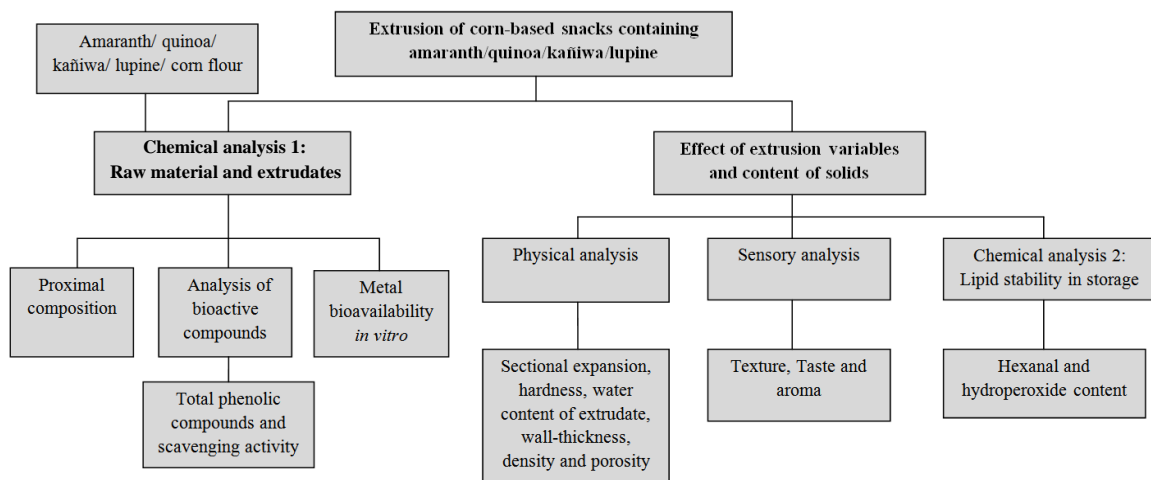 Extrusion of corn-based snacks containing
amaranth/quinoa/kañiwa/lupine
Amaranth/ quinoa/
kañiwa/ lupine/ corn flour
Chemical analysis 1:
Raw material and extrudates
Effect of extrusion variables
and content of solids
Proximal
composition
Analysis of
bioactive
compounds
Metal
bioavailability
in vitro
Total phenolic
compounds and
scavenging activity
Physical analysis
Sensory analysis
Chemical analysis 2:
Lipid stability in storage
Sectional expansion,
hardness, water
content of extrudate,
wall-thickness,
density and porosity
Texture, Taste and
aroma
Hexanal and
hydroperoxide content